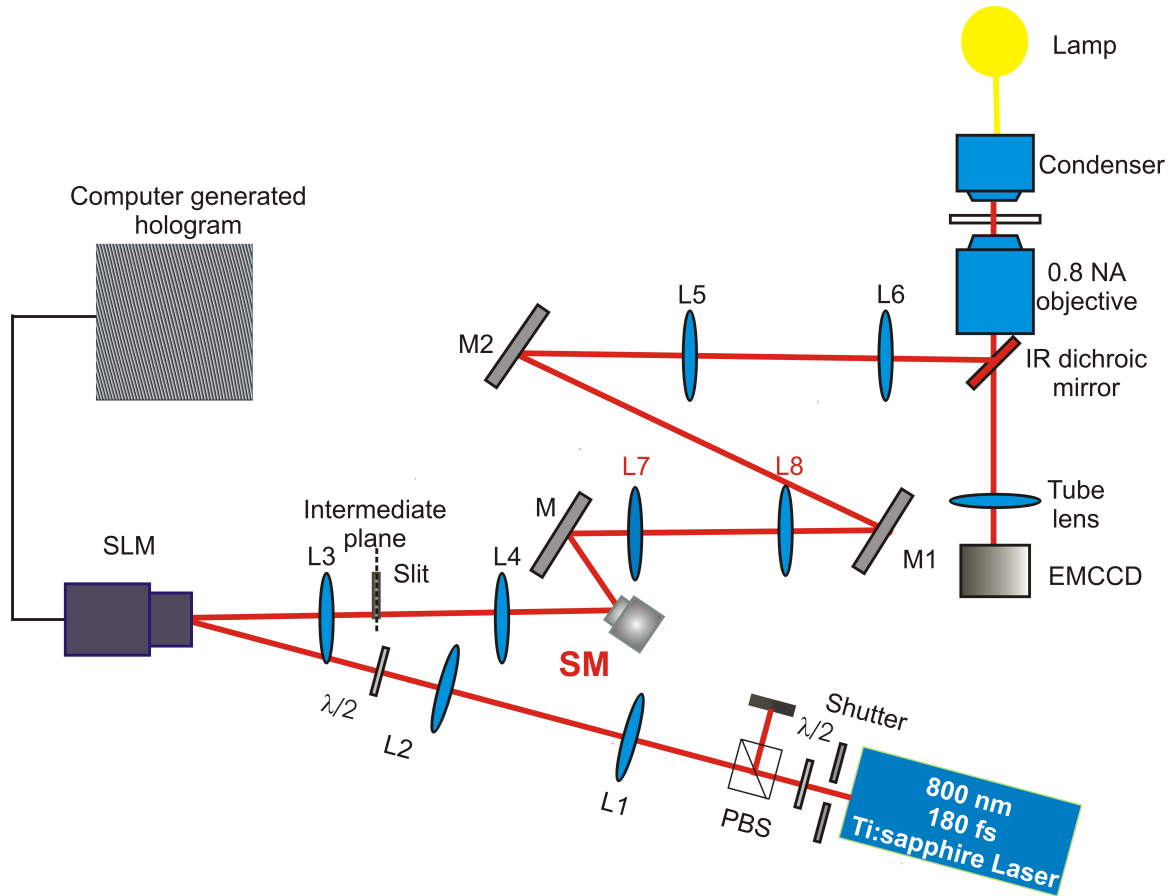 Lamp
Condenser
Computer generated
hologram
0.8 NA
objective
L5
L6
M2
IR dichroic
mirror
L7
L8
M
Intermediate
plane
Tube
lens
SLM
L3
Slit
L4
M1
EMCCD
SM
λ/2
L2
Shutter
λ/2
L1
PBS
800 nm
180 fs
Ti:sapphire Laser